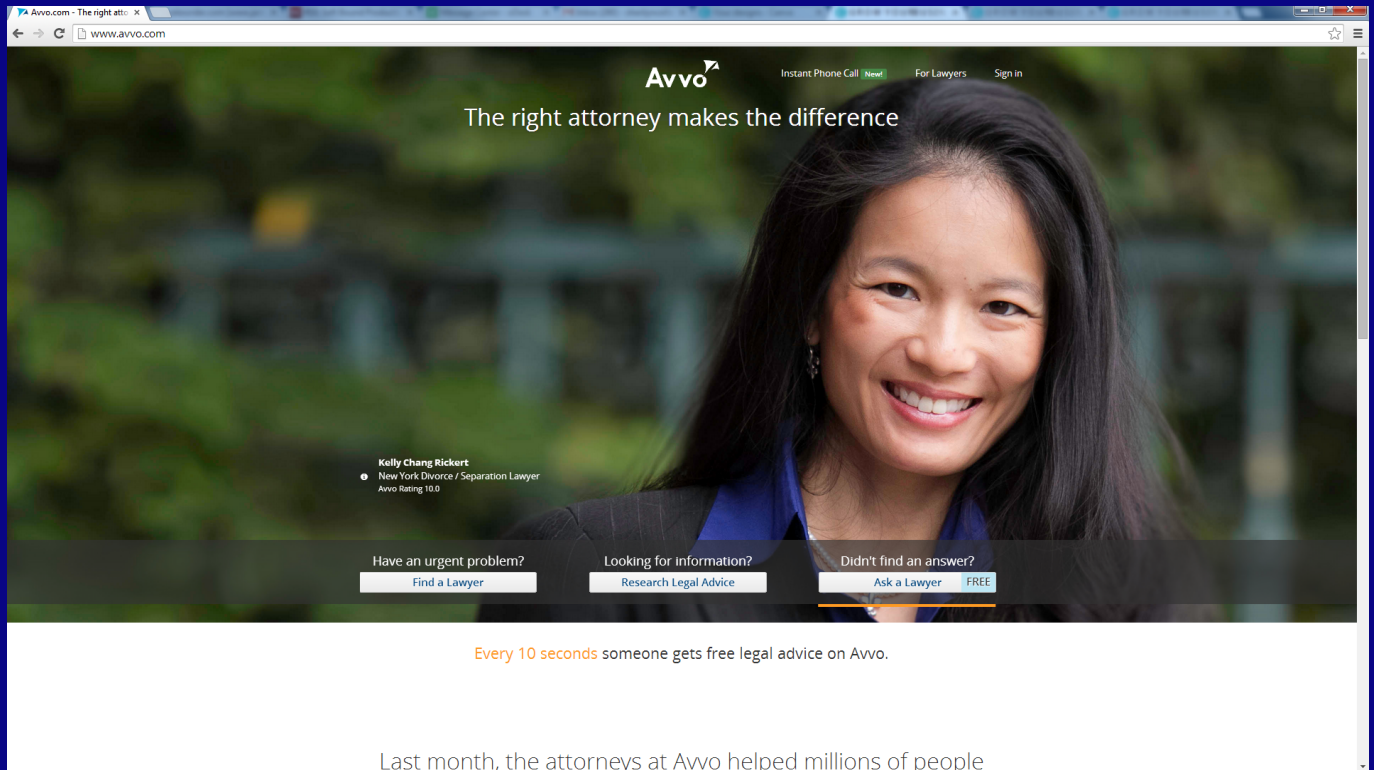 Avvo.com - The right atto
www.avvo.com
Avvo
Instant Phone Call New! For Lawyers Sign in
The right attorney makes the difference
Kelly Chang Rickert
New York Divorce / Separation Lawyer
Avvo Rating 10.0
Have an urgent problem? Looking for information? Didn't find an answer?
Find a Lawyer Research Legal Advice Ask a Lawyer FREE
Every 10 seconds someone gets free legal advice on Avvo.
Last month, the attorneys at Avvo helped millions of people